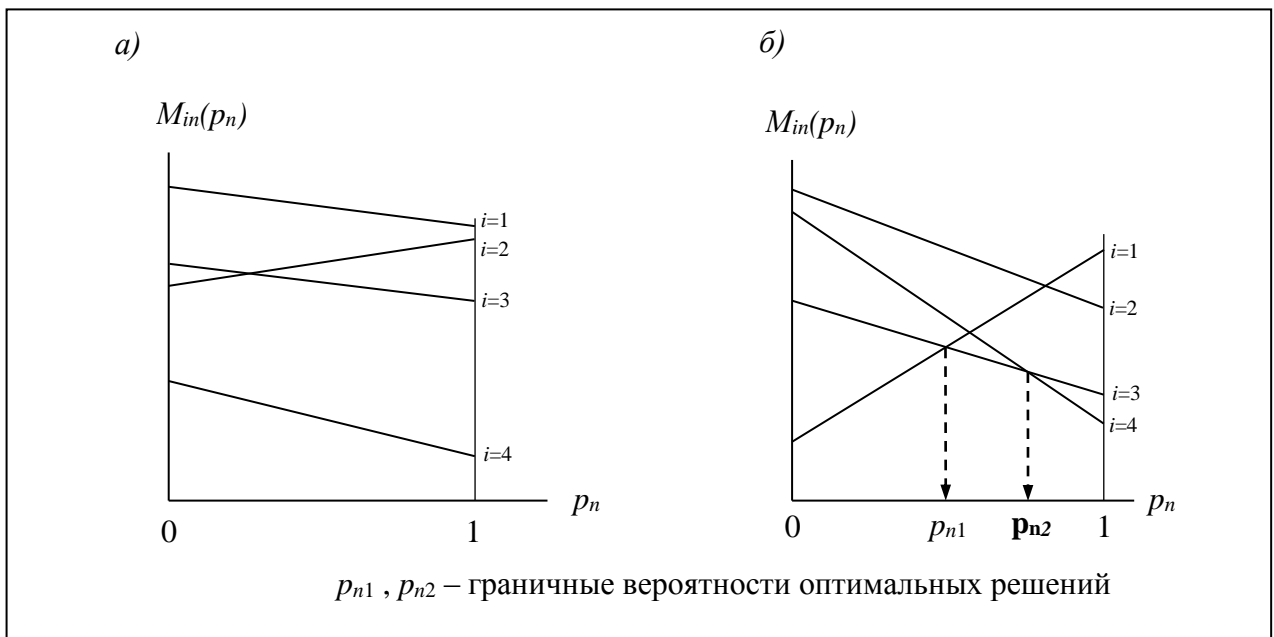 а)
M_in(p_n)
i=1
i=2
i=3
i=4
p_n
0 1
б)
M_in(p_n)
i=1
i=2
i=3
i=4
p_n
0 p_n1 p_n2 1
p_n1 , p_n2 – граничные вероятности оптимальных решений